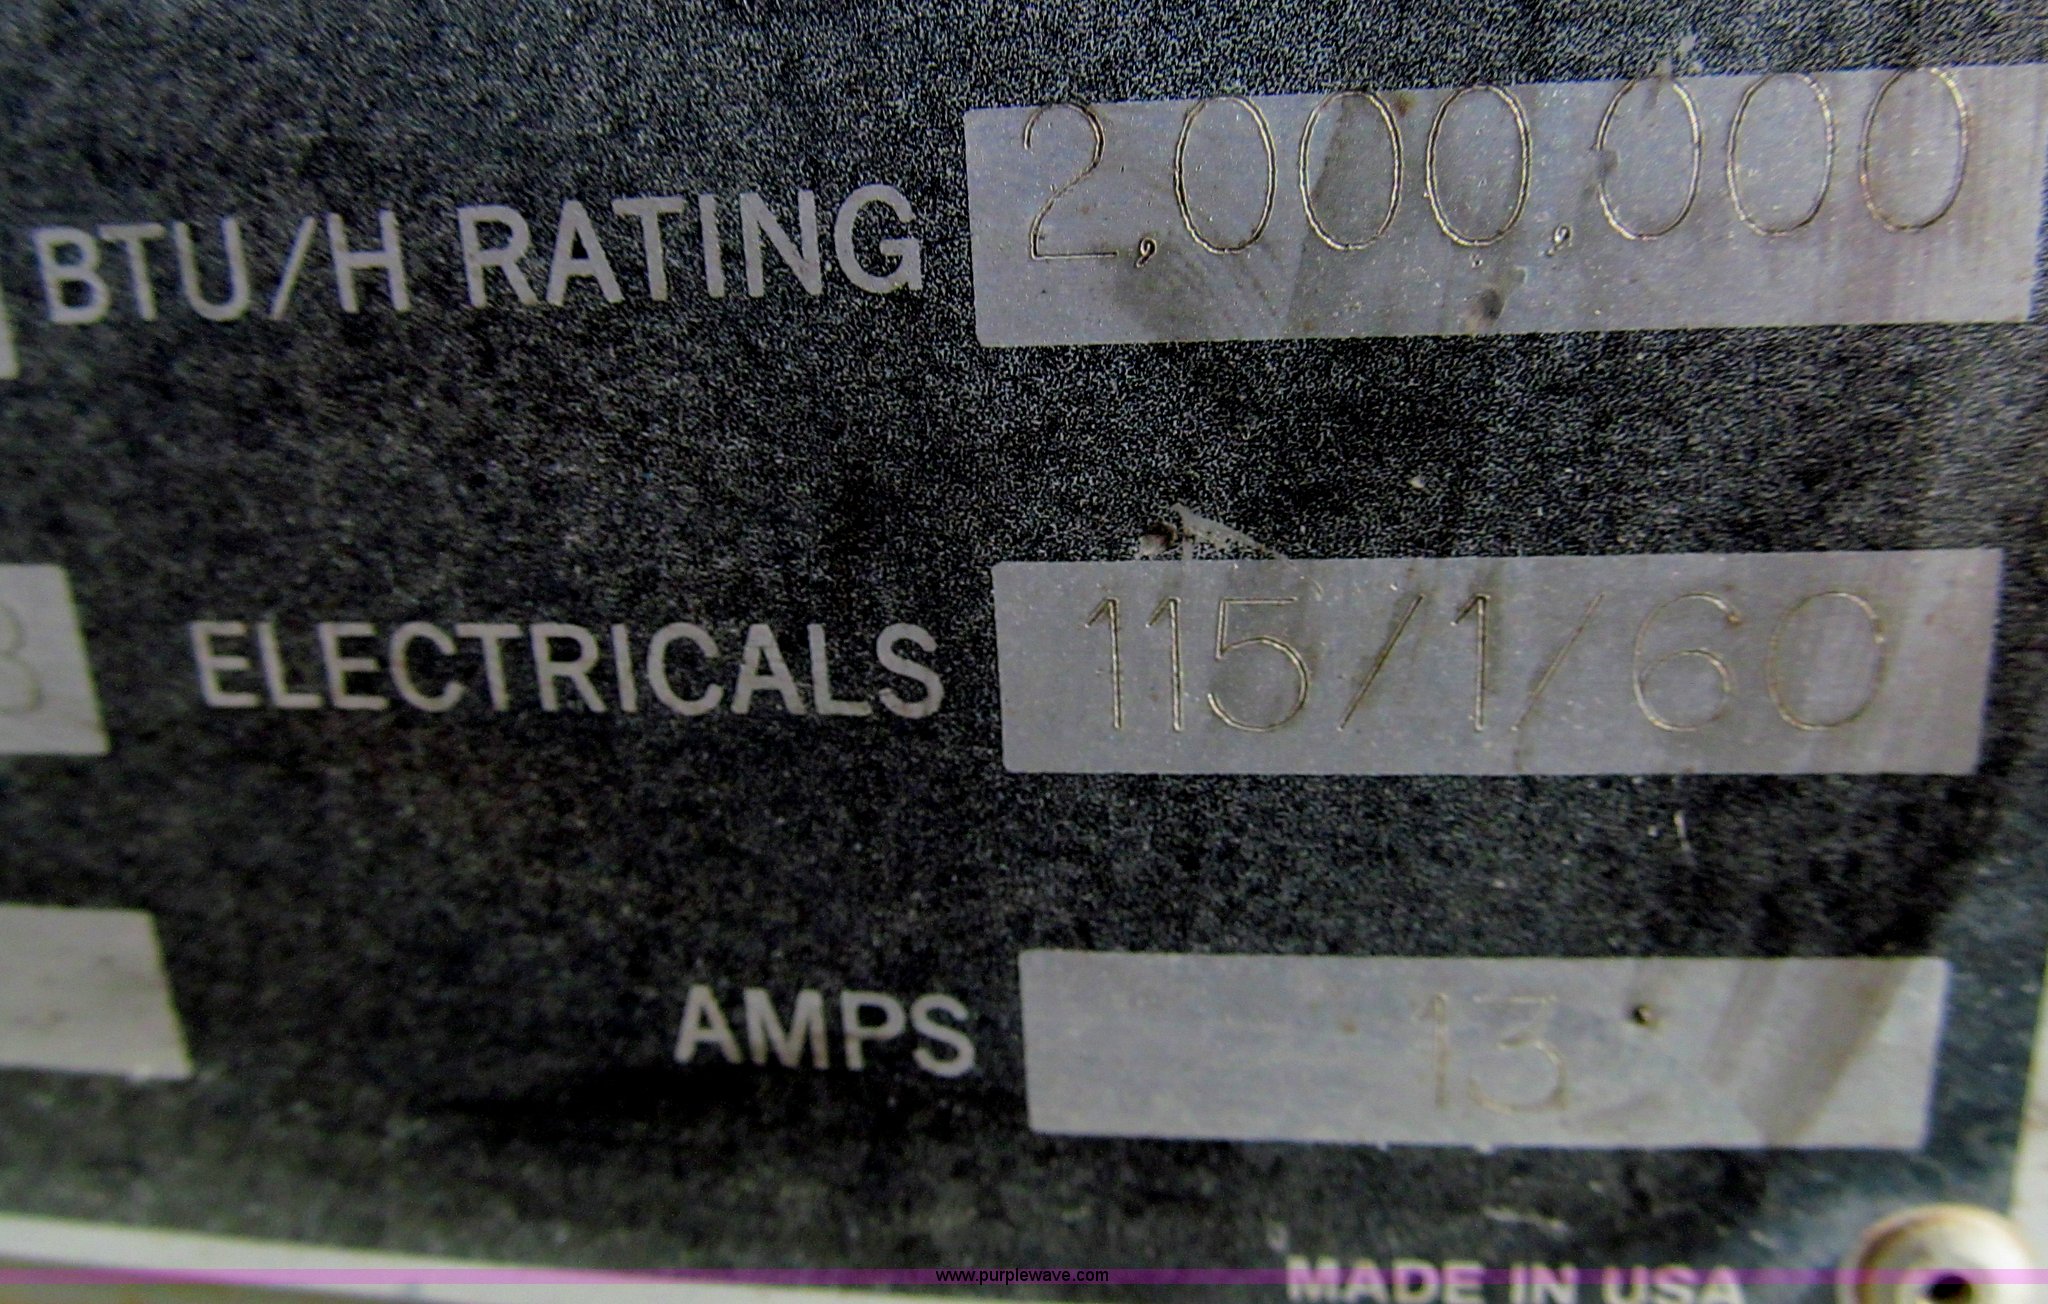 BTU/H RATING 2,000,000
ELECTRICALS 115/1/60
AMPS 13
MADE IN USA
www.purplewave.com